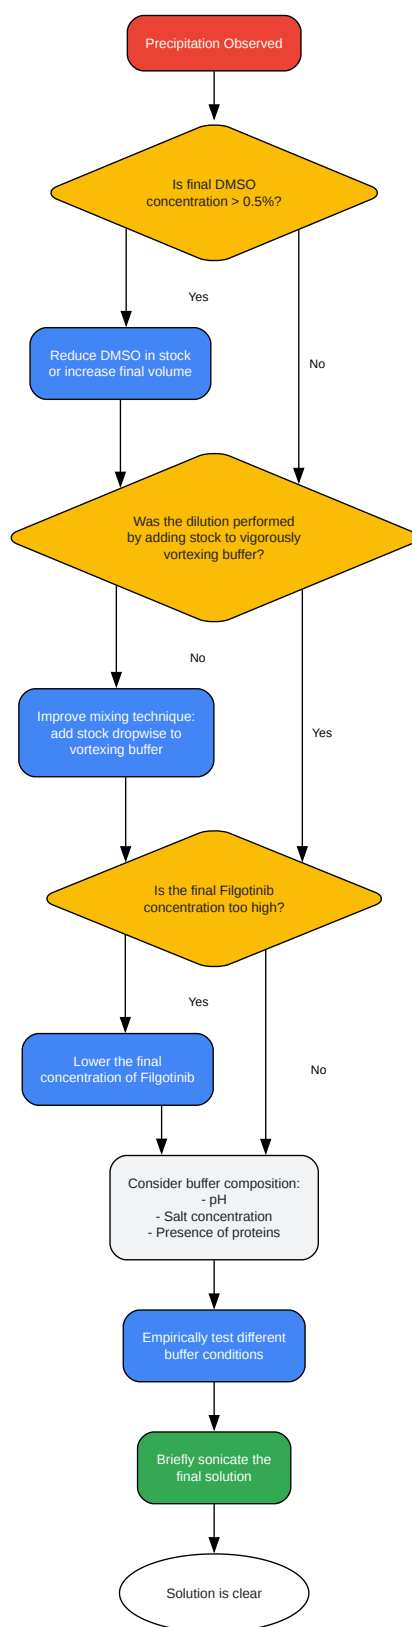 Precipitation Observed
Is final DMSO
concentration > 0.5%?
Yes
Reduce DMSO in stock
or increase final volume
No
Was the dilution performed
by adding stock to vigorously
vortexing buffer?
No
Improve mixing technique:
add stock dropwise to
vortexing buffer
Yes
Is the final Filgotinib
concentration too high?
Yes
Lower the final
concentration of Filgotinib
No
Consider buffer composition:
- pH
- Salt concentration
- Presence of proteins
Empirically test different
buffer conditions
Briefly sonicate the
final solution
Solution is clear